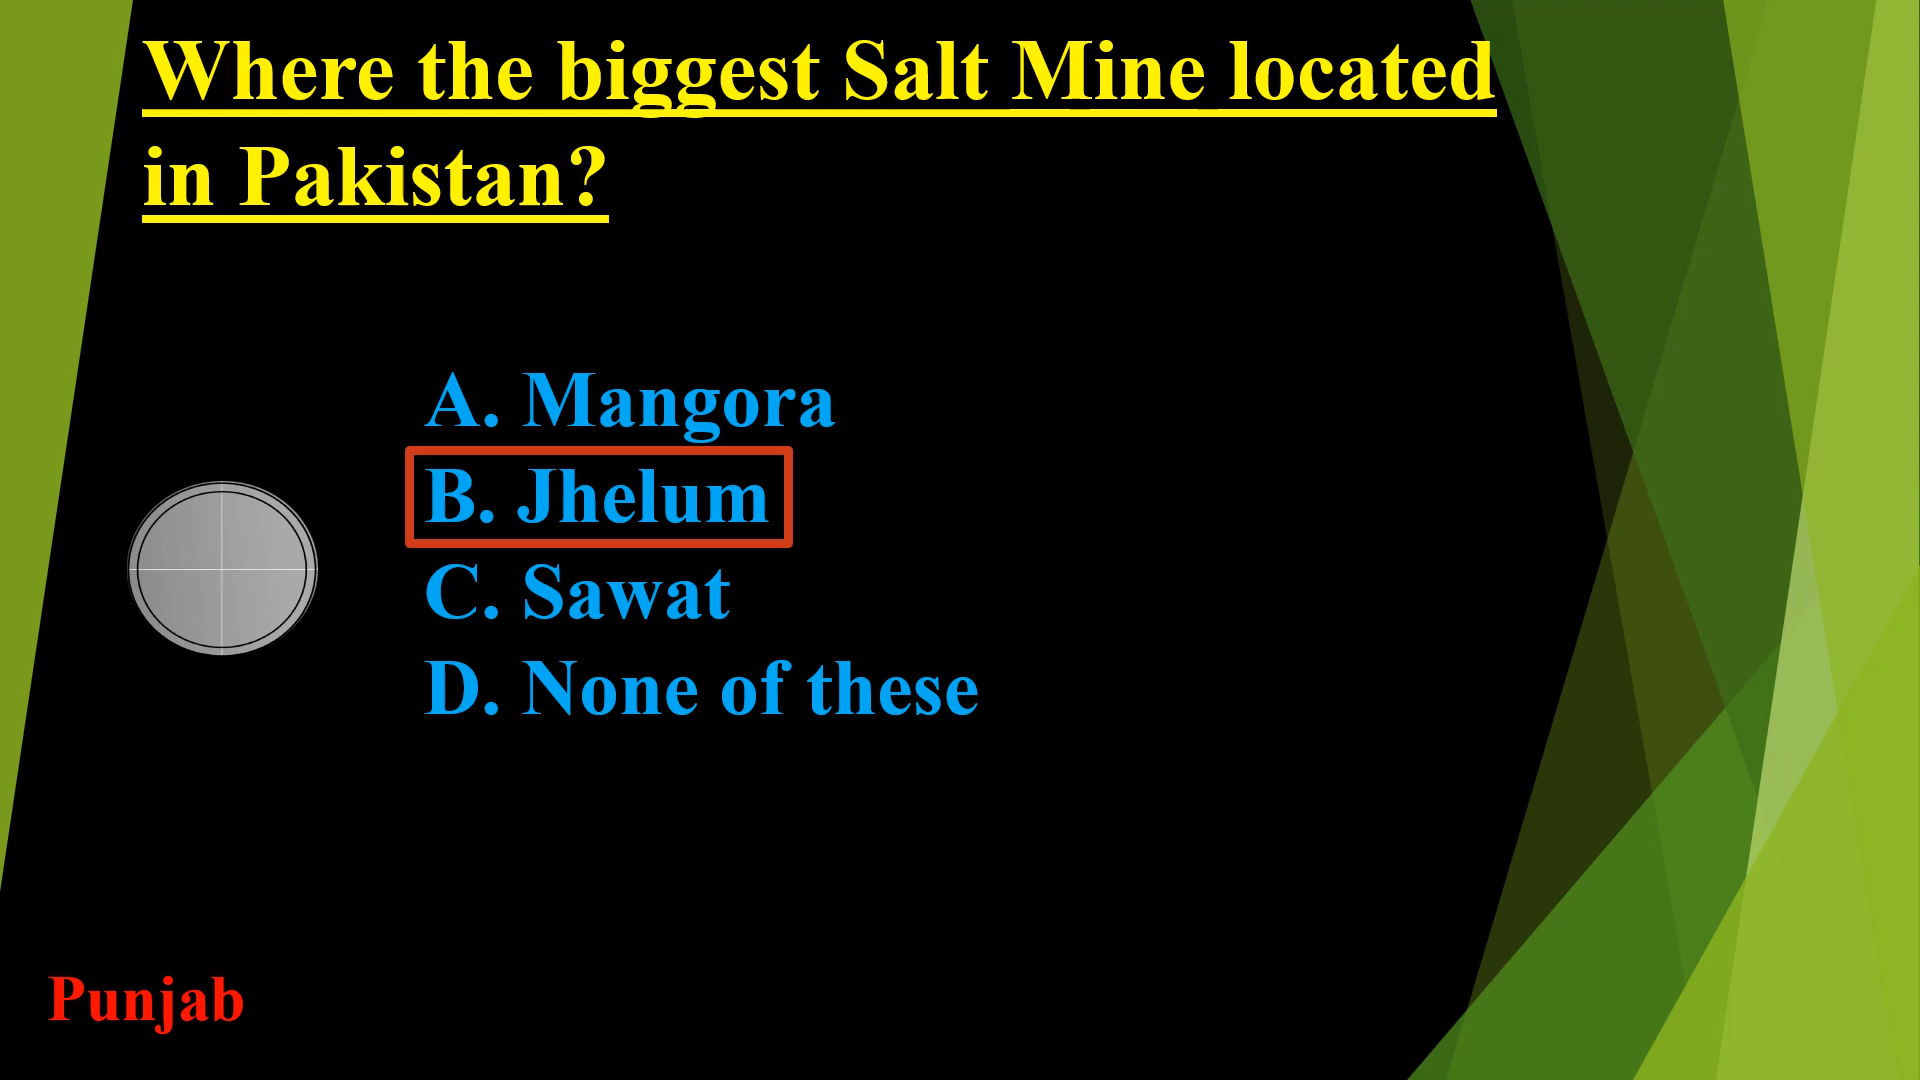 Where the biggest Salt Mine located
in Pakistan?
A. Mangora
B. Jhelum
C. Sawat
D. None of these
Punjab